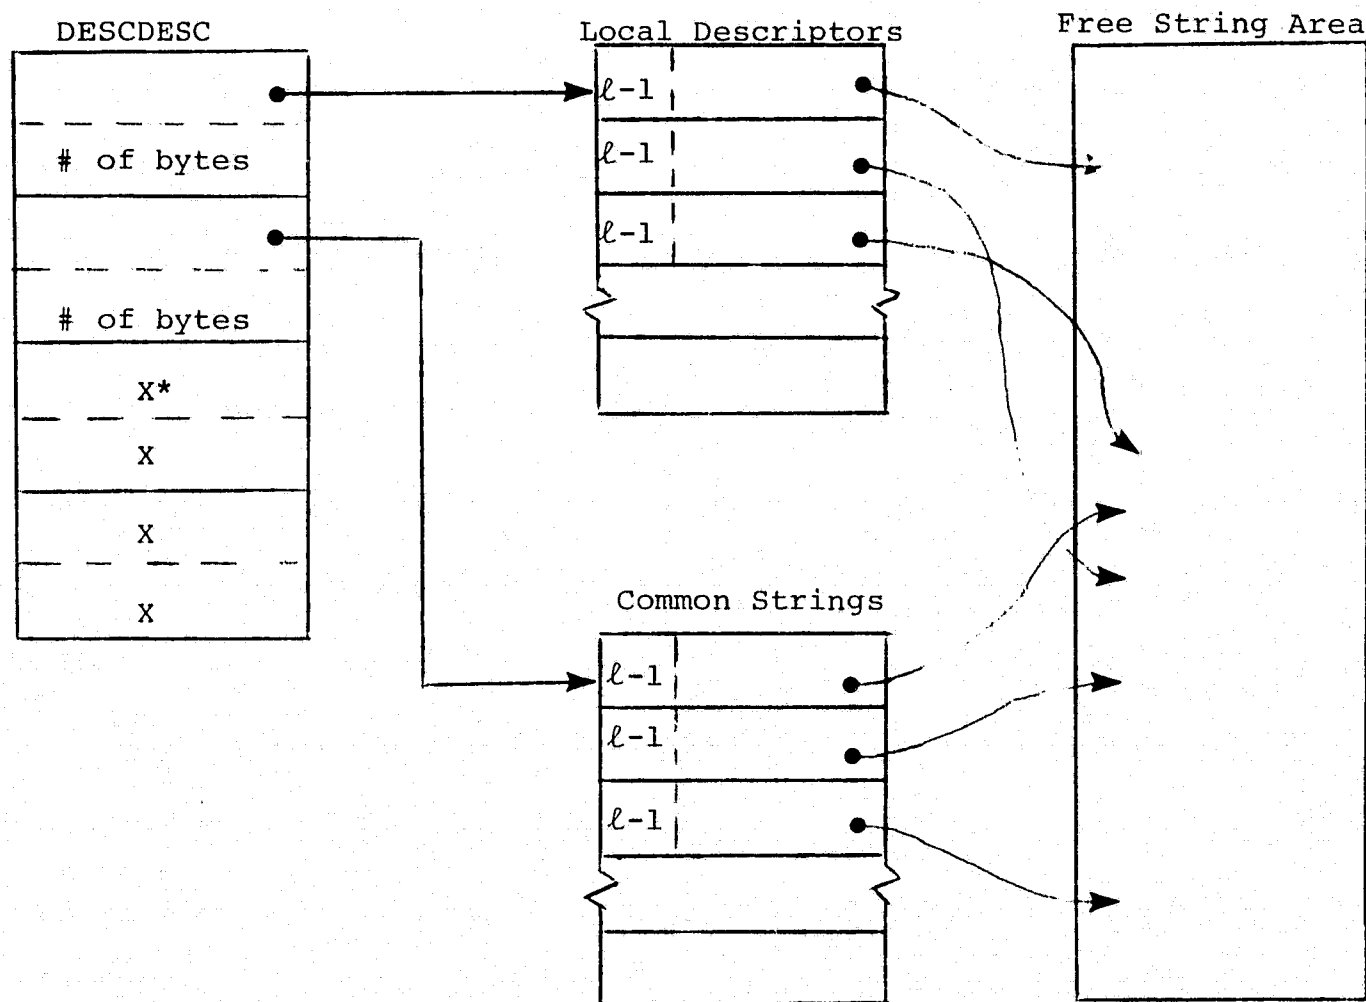 DESCDESC
# of bytes
# of bytes
X*
X
X
X
Local Descriptors
ℓ-1
ℓ-1
ℓ-1
Common Strings
ℓ-1
ℓ-1
ℓ-1
Free String Area